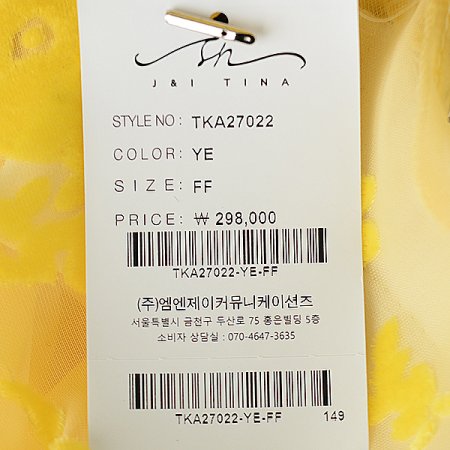 J&I TINA
STYLE NO: TKA27022
COLOR: YE
SIZE: FF
PRICE: ₩ 298,000
TKA27022-YE-FF
(주)엠엔제이커뮤니케이션즈
서울특별시 금천구 두산로 75 홍은빌딩 5층
소비자 상담실 : 070-4647-3635
TKA27022-YE-FF 149